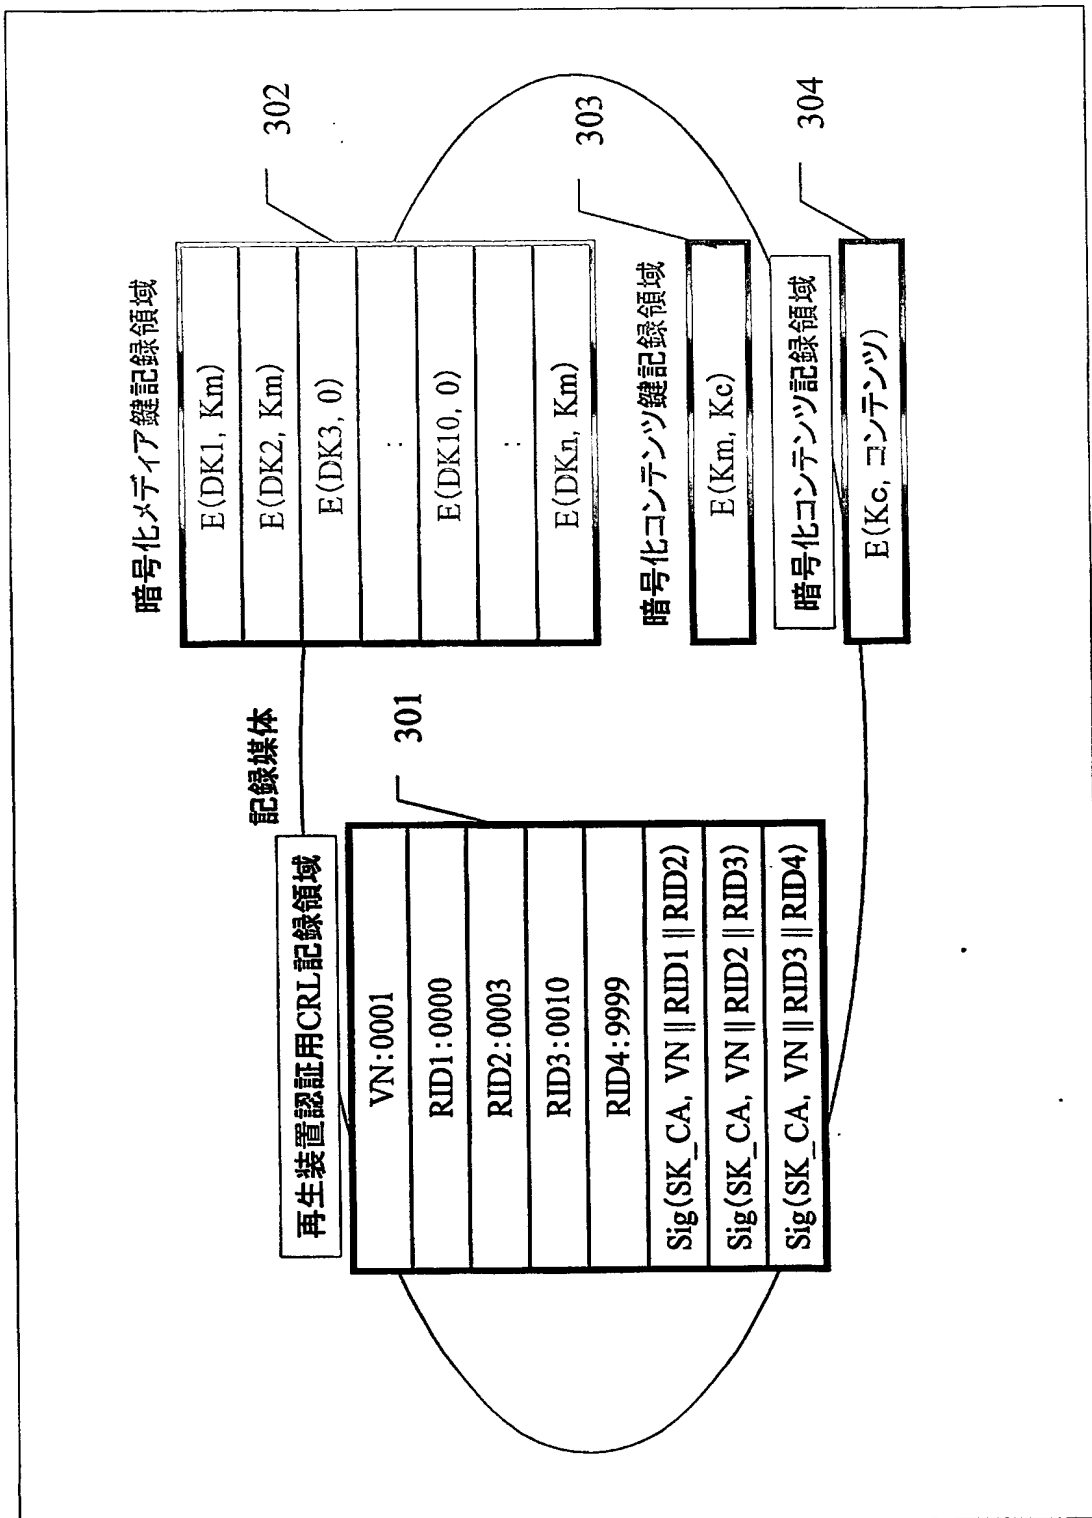 記録媒体
再生装置認証用CRL記録領域
301
VN:0001
RID1:0000
RID2:0003
RID3:0010
RID4:9999
Sig(SK_CA, VN||RID1||RID2)
Sig(SK_CA, VN||RID2||RID3)
Sig(SK_CA, VN||RID3||RID4)
暗号化メディア鍵記録領域
302
E(DK1, Km)
E(DK2, Km)
E(DK3, 0)
:
E(DK10, 0)
:
E(DKn, Km)
暗号化コンテンツ鍵記録領域
303
E(Km, Kc)
暗号化コンテンツ記録領域
304
E(Kc, コンテンツ)